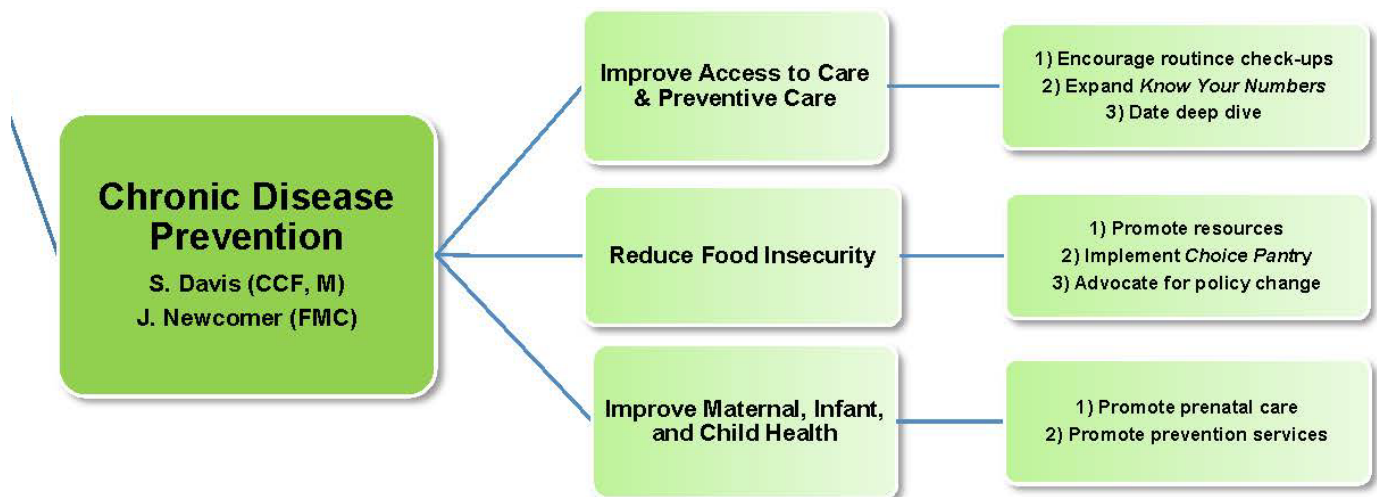 Chronic Disease
Prevention
S. Davis (CCF, M)
J. Newcomer (FMC)
Improve Access to Care
& Preventive Care
1) Encourage routince check-ups
2) Expand Know Your Numbers
3) Date deep dive
Reduce Food Insecurity
1) Promote resources
2) Implement Choice Pantry
3) Advocate for policy change
Improve Maternal, Infant,
and Child Health
1) Promote prenatal care
2) Promote prevention services